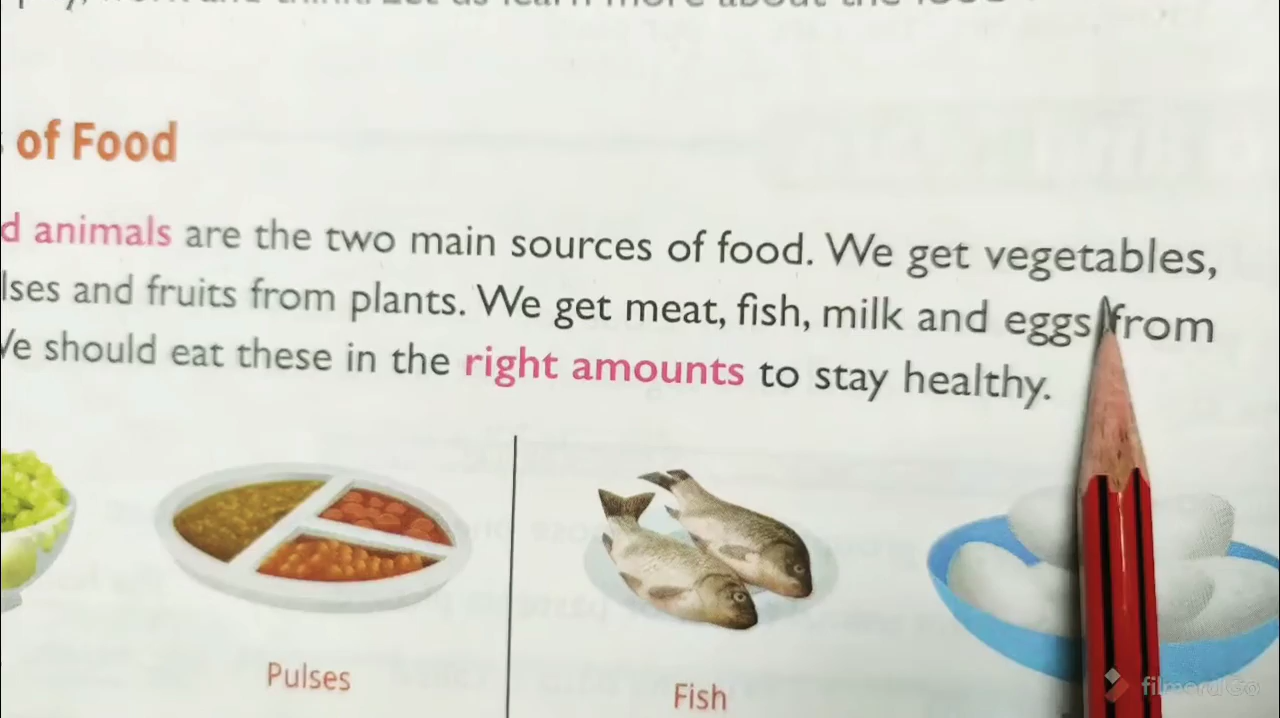 of Food
d animals are the two main sources of food. We get vegetables,
lses and fruits from plants. We get meat, fish, milk and eggs from
We should eat these in the right amounts to stay healthy.
Pulses
Fish
filmoraGo